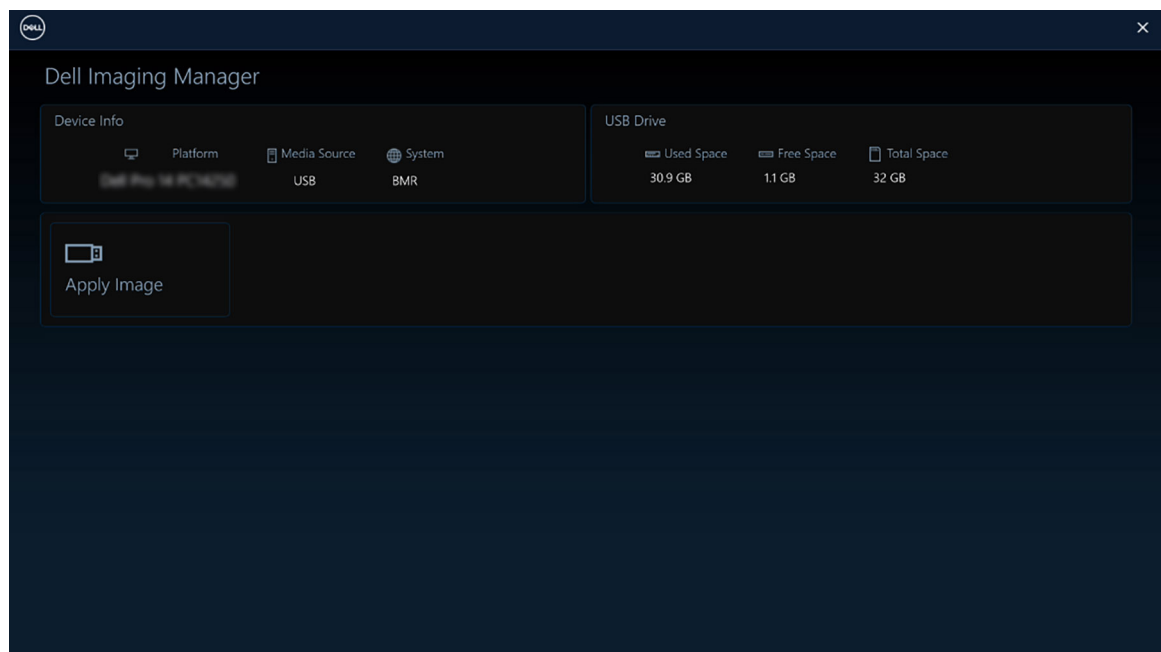 DELL
Dell Imaging Manager
Device Info
Platform Media Source System
USB BMR
USB Drive
Used Space Free Space Total Space
30.9 GB 1.1 GB 32 GB
Apply Image